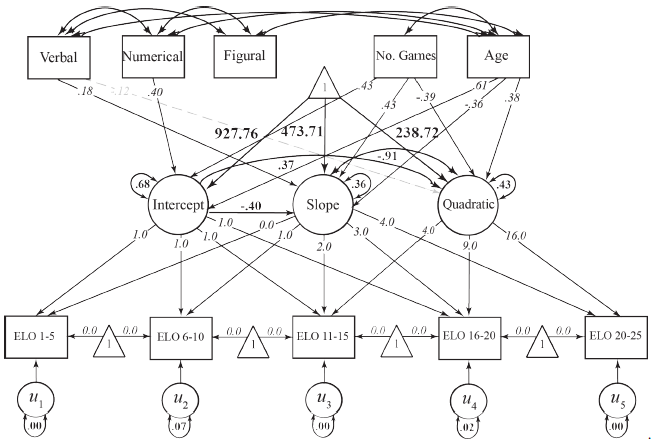 Verbal Numerical Figural No. Games Age
1
.18 -.12 .40 .43 .43 -.39 .61 -.36 .38
927.76 473.71 238.72
.37 -.91
.68 .36 .43
Intercept -.40 Slope Quadratic
1.0 1.0 1.0 1.0 0.0 1.0 2.0 3.0 4.0 4.0 9.0 16.0
ELO 1-5 0.0 0.0 ELO 6-10 0.0 0.0 ELO 11-15 0.0 0.0 ELO 16-20 0.0 0.0 ELO 20-25
1 1 1 1
u1 u2 u3 u4 u5
.00 .07 .00 .02 .00